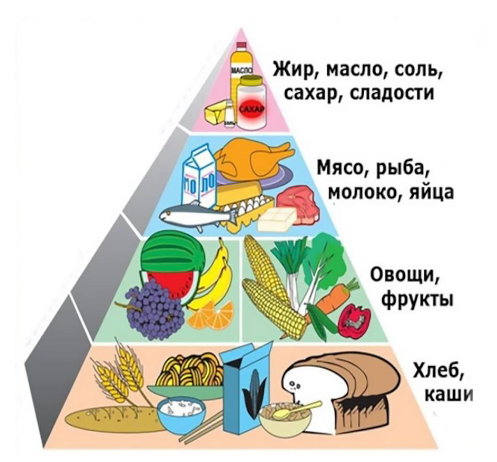 МАСЛО
САХАР
Жир, масло, соль,
сахар, сладости
Мясо, рыба,
молоко, яйца
Овощи,
фрукты
Хлеб,
каши